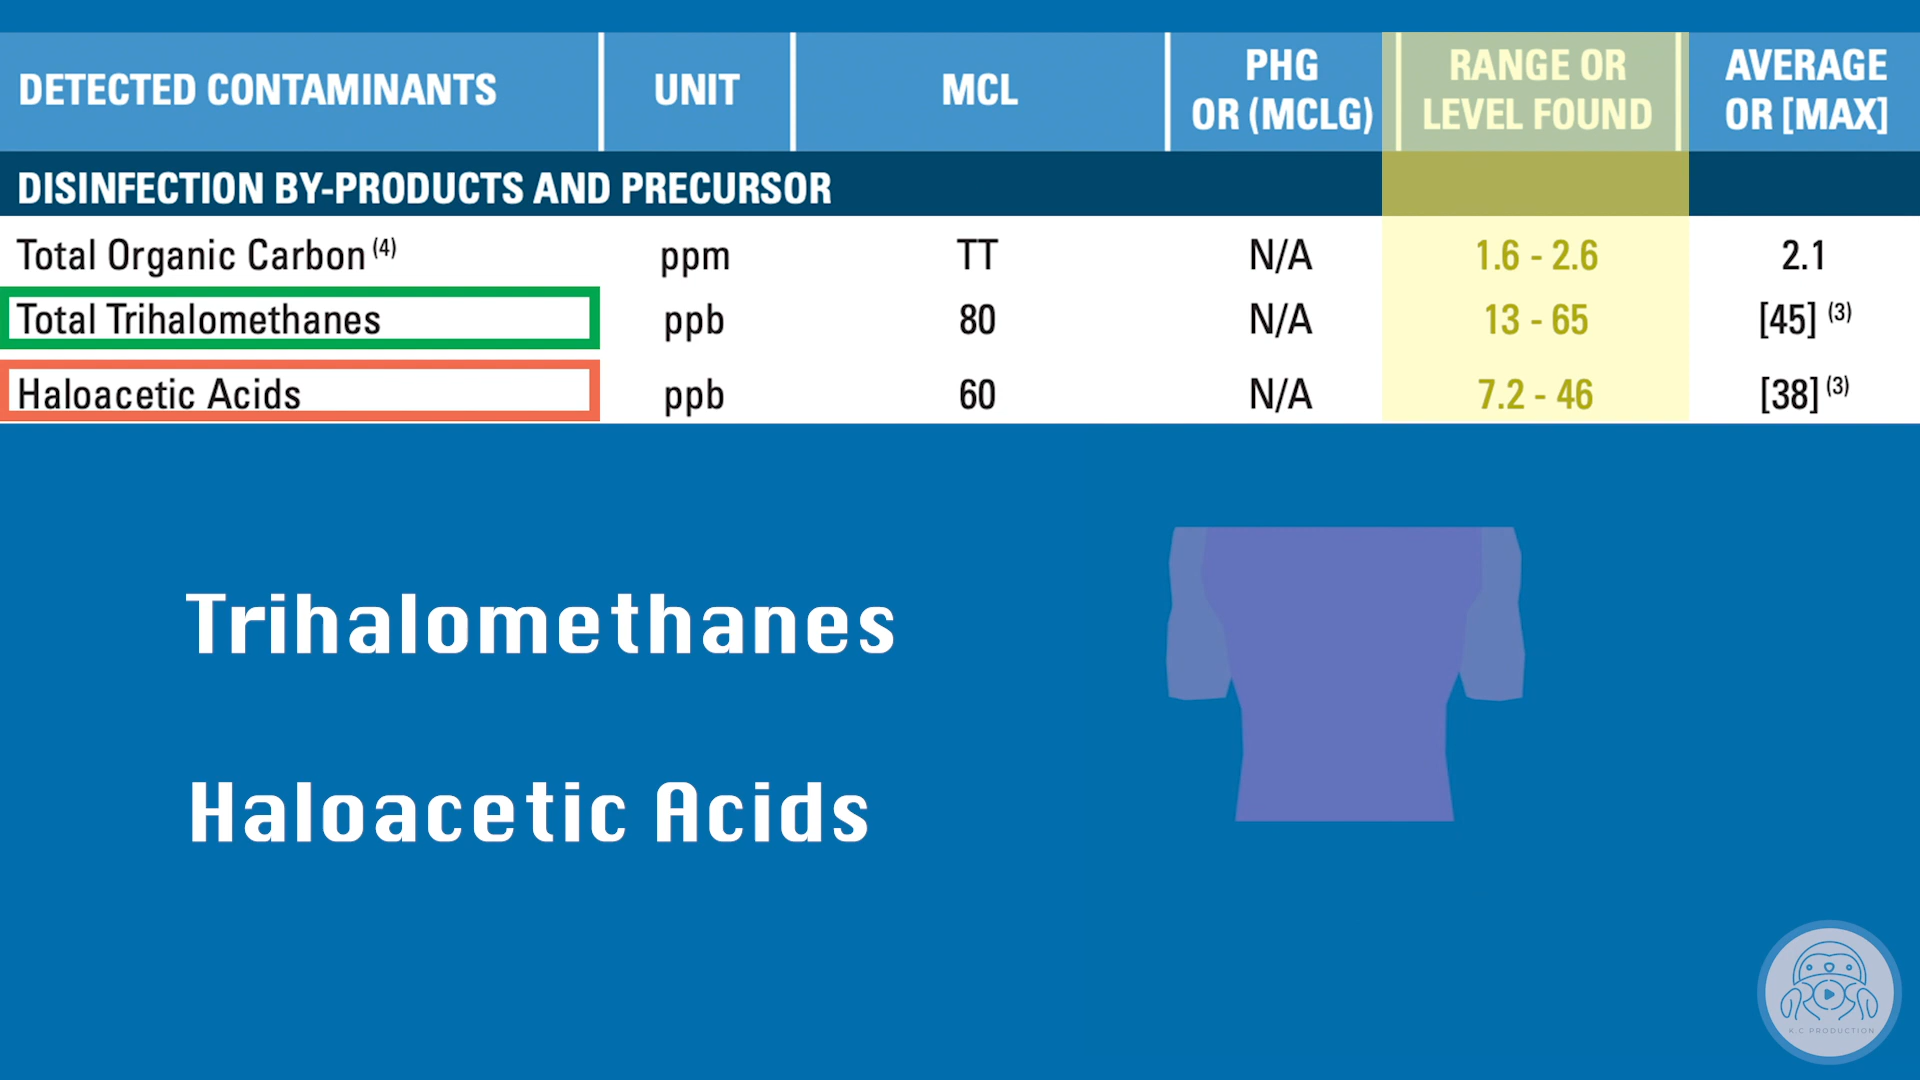 DETECTED CONTAMINANTS UNIT MCL PHG OR (MCLG) RANGE OR LEVEL FOUND AVERAGE OR [MAX]
DISINFECTION BY-PRODUCTS AND PRECURSOR
Total Organic Carbon (4) ppm TT N/A 1.6 - 2.6 2.1
Total Trihalomethanes ppb 80 N/A 13 - 65 [45] (3)
Haloacetic Acids ppb 60 N/A 7.2 - 46 [38] (3)
Trihalomethanes
Haloacetic Acids
K C PRODUCTION